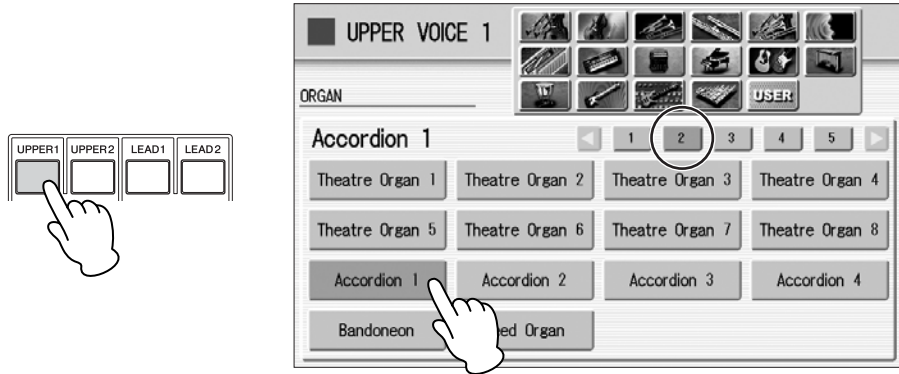 UPPER1 UPPER2 LEAD1 LEAD2
UPPER VOICE 1
USER
ORGAN
Accordion 1 1 2 3 4 5
Theatre Organ 1 Theatre Organ 2 Theatre Organ 3 Theatre Organ 4
Theatre Organ 5 Theatre Organ 6 Theatre Organ 7 Theatre Organ 8
Accordion 1 Accordion 2 Accordion 3 Accordion 4
Bandoneon Organ